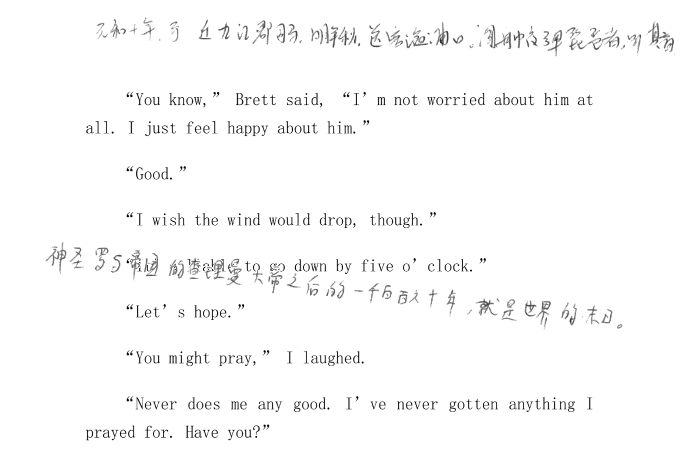 元和十年,予 迁九江郡司马,明年秋,送客湓浦口。闻舟中夜弹琵琶者,听其音
“You know,” Brett said, “I’m not worried about him at
all. I just feel happy about him.”
“Good.”
“I wish the wind would drop, though.”
liable to go down by five o’clock.”
神圣罗马帝国的查理曼大帝之后的一千百六十年,就是世界的末日。
“Let’s hope.”
“You might pray,” I laughed.
“Never does me any good. I’ve never gotten anything I
prayed for. Have you?”